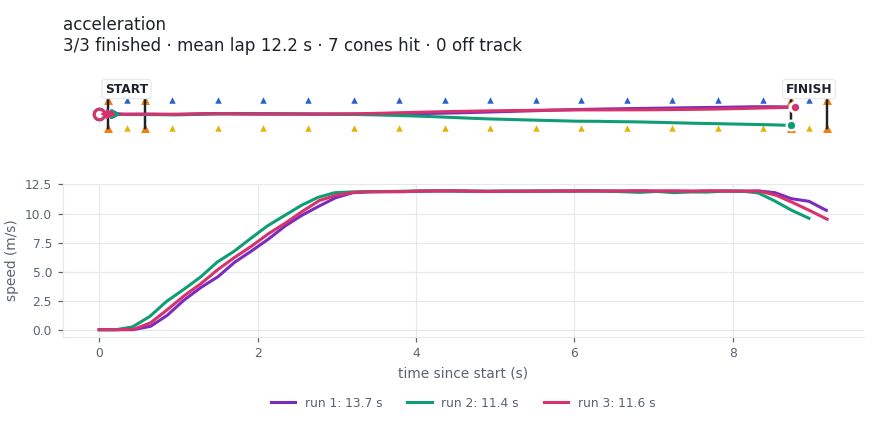 acceleration
3/3 finished · mean lap 12.2 s · 7 cones hit · 0 off track
START
FINISH
12.5
10.0
7.5
5.0
2.5
0.0
speed (m/s)
0
2
4
6
8
time since start (s)
run 1: 13.7 s
run 2: 11.4 s
run 3: 11.6 s